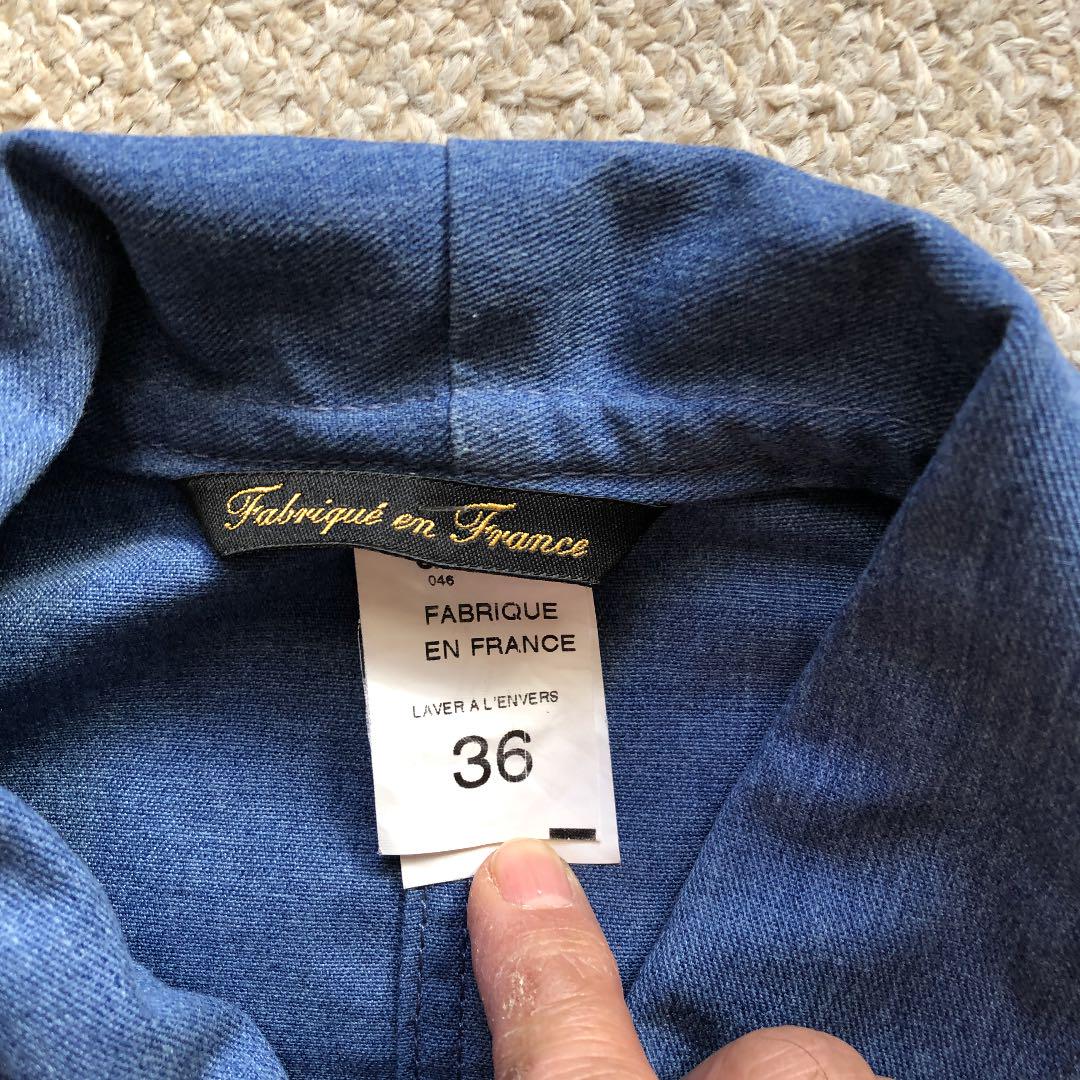 Fabriqué en France
046
FABRIQUE
EN FRANCE
LAVER A L'ENVERS
36